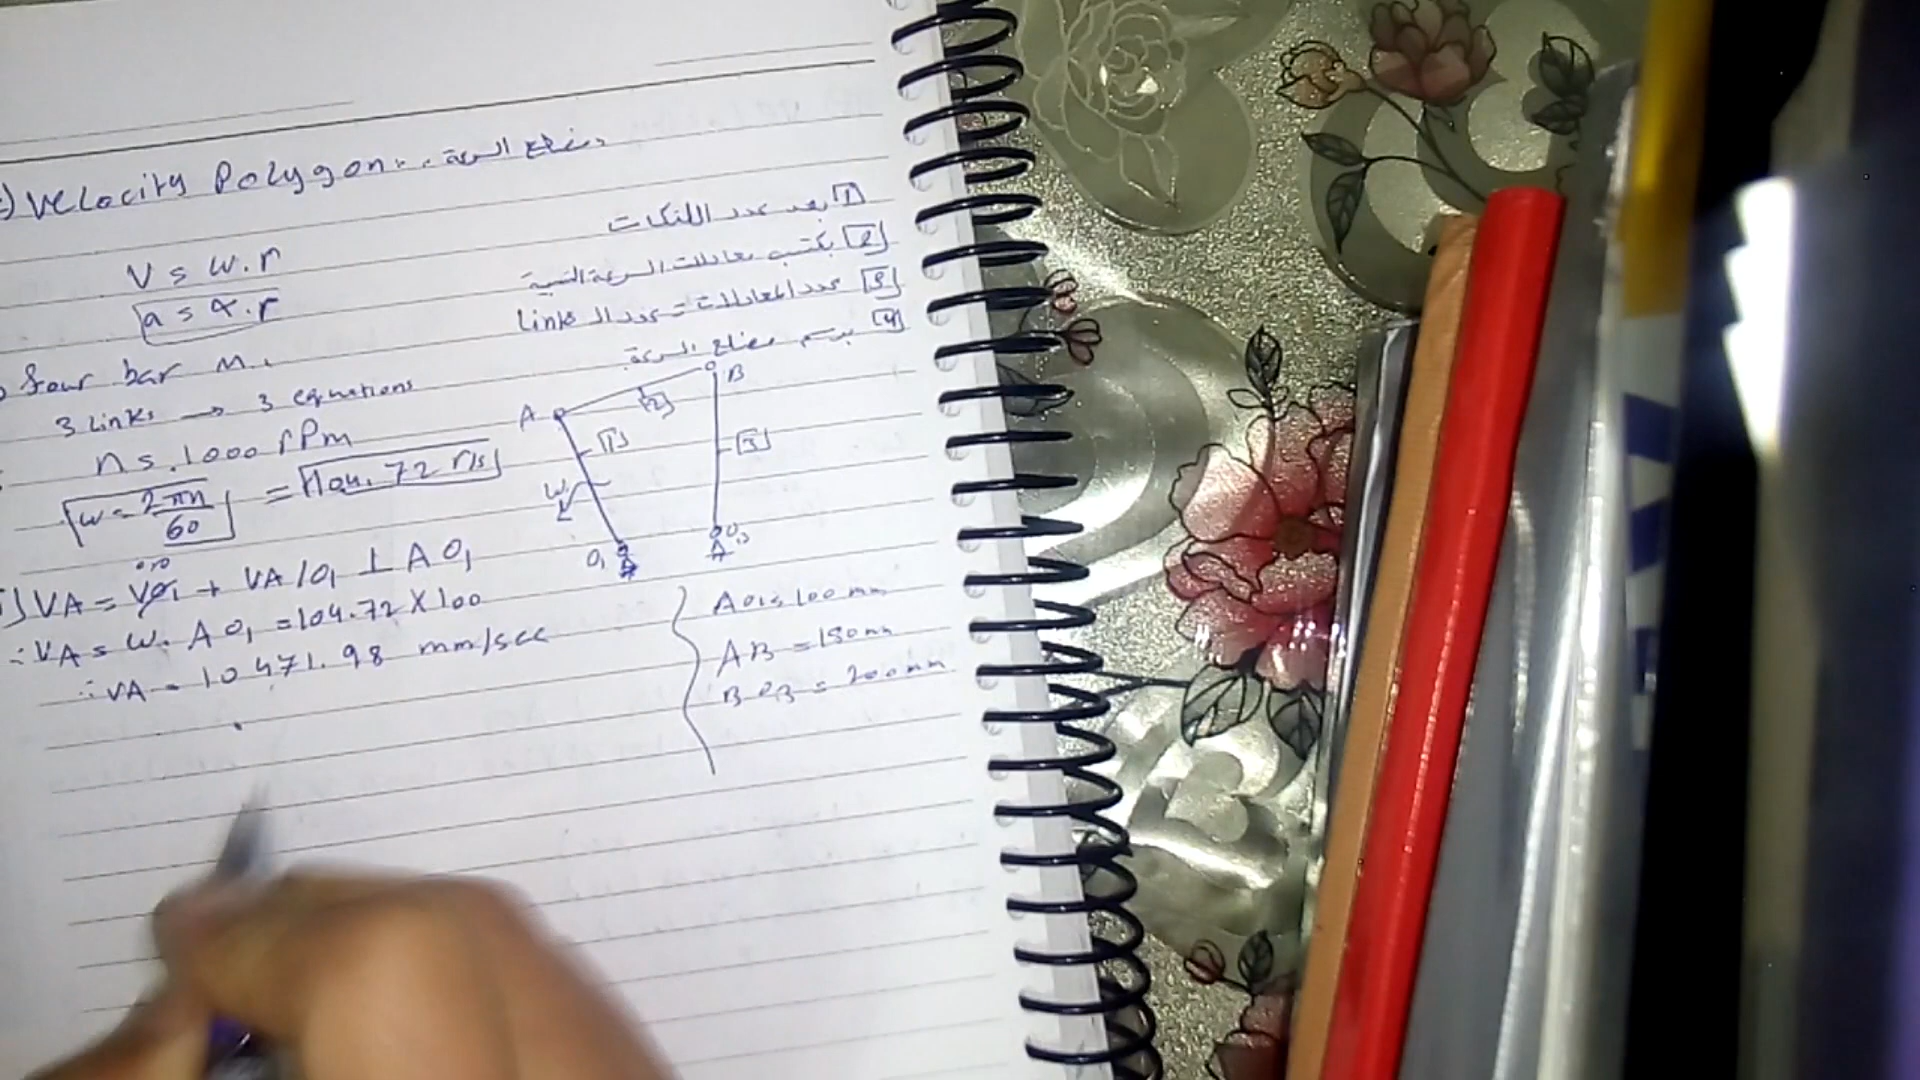 Velocity Polygon.. مضلع السرعة
V = w.r
a = α.r
1 بعدد عدد اللنكات
2 بكتب معادلات السرعة النسبية
3 عدد المعادلات = عدد الـ Links
4 برسم مضلع السرعة
four bar M.
3 Links → 3 equations
n = 1000 rPm
w = 2πn/60 = 104.72 r/s
A
B
1
2
3
w
O1
VA = VO1 + VA/O1 ⊥ AO1
∴ VA = w. AO1 = 104.72 X 100
∴ VA = 10471.98 mm/sec
AO1 = 100 mm
AB = 150 mm
= 200 mm